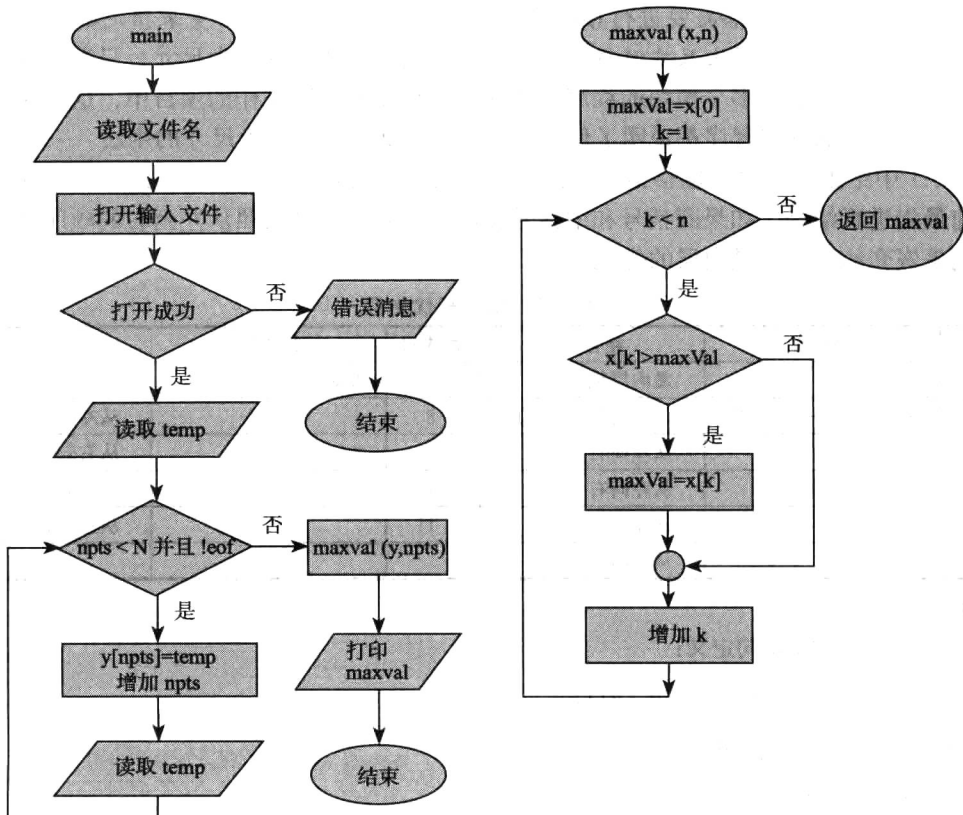 main
读取文件名
打开输入文件
打开成功
否
错误消息
结束
是
读取 temp
npts < N 并且 !eof
否
maxval (y,npts)
是
y[npts]=temp
增加 npts
打印
maxval
读取 temp
结束
maxval (x,n)
maxVal=x[0]
k=1
k < n
否
返回 maxval
是
x[k]>maxVal
否
是
maxVal=x[k]
增加 k